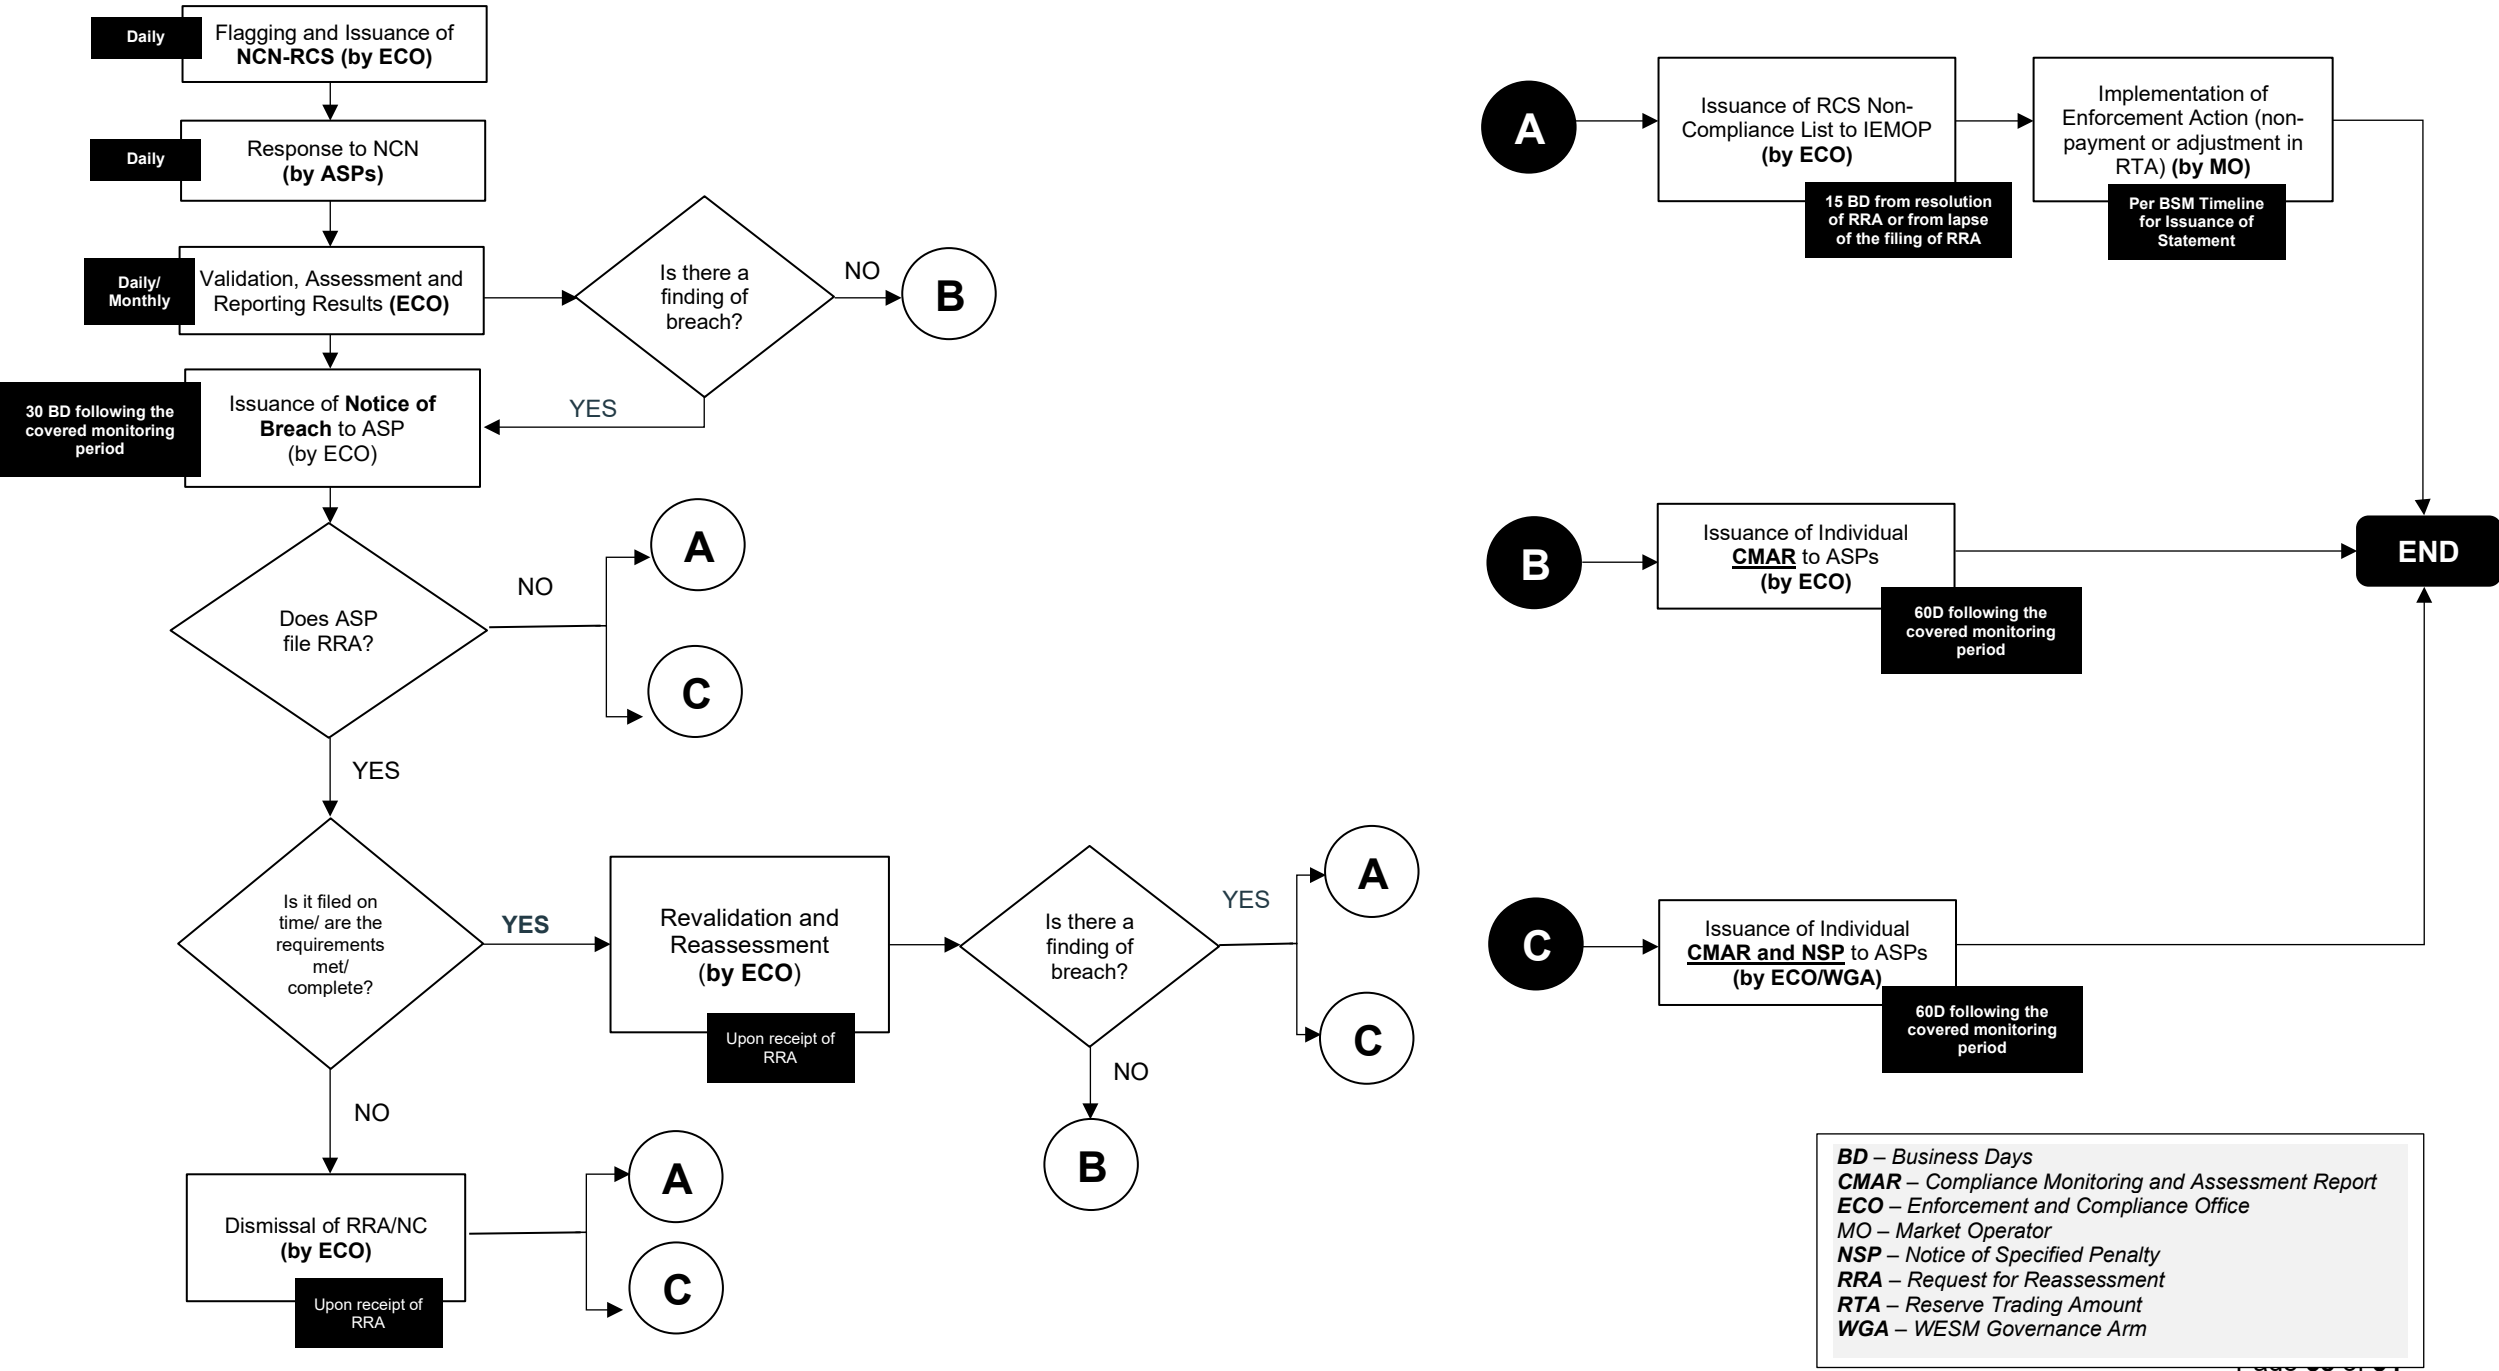 Daily
Flagging and Issuance of
NCN-RCS (by ECO)
Daily
Response to NCN
(by ASPs)
Daily/
Monthly
Validation, Assessment and
Reporting Results (ECO)
Is there a
finding of
breach?
NO
B
YES
30 BD following the
covered monitoring
period
Issuance of Notice of
Breach to ASP
(by ECO)
Does ASP
file RRA?
NO
A
C
YES
Is it filed on
time/ are the
requirements
met/
complete?
YES
Revalidation and
Reassessment
(by ECO)
Upon receipt of
RRA
Is there a
finding of
breach?
YES
A
C
NO
B
NO
Dismissal of RRA/NC
(by ECO)
Upon receipt of
RRA
A
C
A
Issuance of RCS Non-
Compliance List to IEMOP
(by ECO)
15 BD from resolution
of RRA or from lapse
of the filing of RRA
Implementation of
Enforcement Action (non-
payment or adjustment in
RTA) (by MO)
Per BSM Timeline
for Issuance of
Statement
B
Issuance of Individual
CMAR to ASPs
(by ECO)
60D following the
covered monitoring
period
END
C
Issuance of Individual
CMAR and NSP to ASPs
(by ECO/WGA)
60D following the
covered monitoring
period
BD – Business Days
CMAR – Compliance Monitoring and Assessment Report
ECO – Enforcement and Compliance Office
MO – Market Operator
NSP – Notice of Specified Penalty
RRA – Request for Reassessment
RTA – Reserve Trading Amount
WGA – WESM Governance Arm